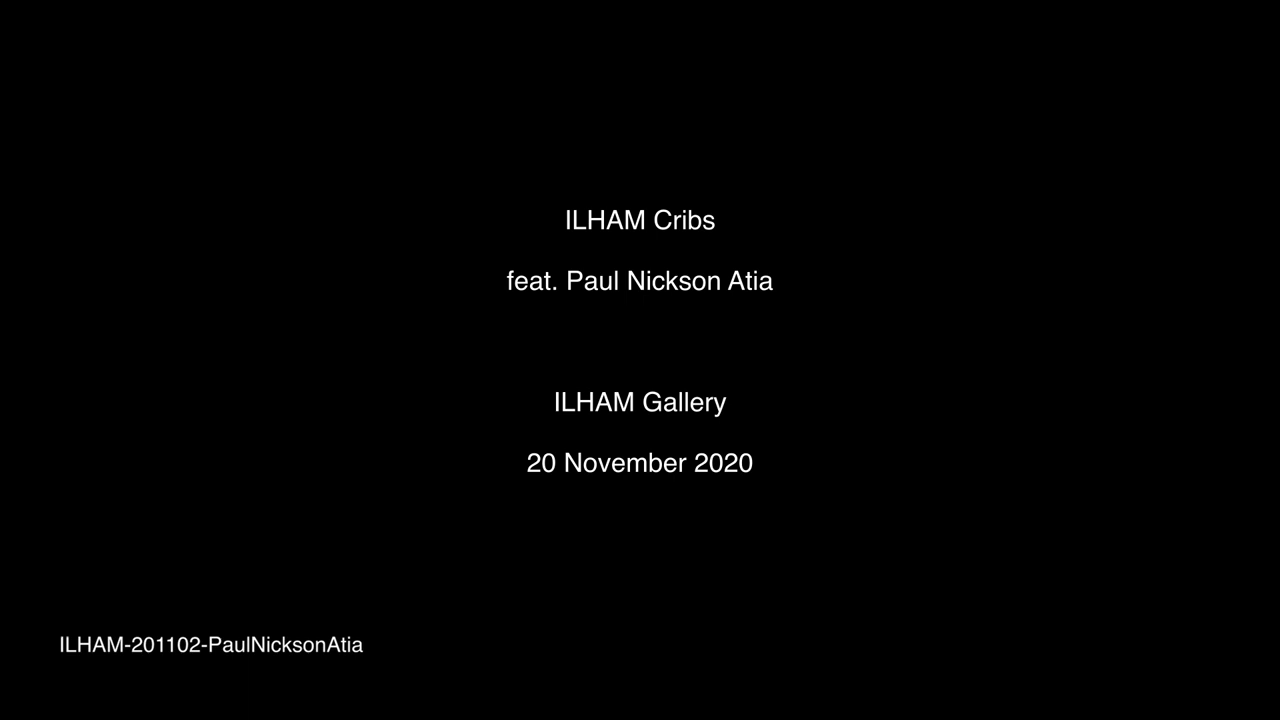 ILHAM Cribs
feat. Paul Nickson Atia
ILHAM Gallery
20 November 2020
ILHAM-201102-PaulNicksonAtia